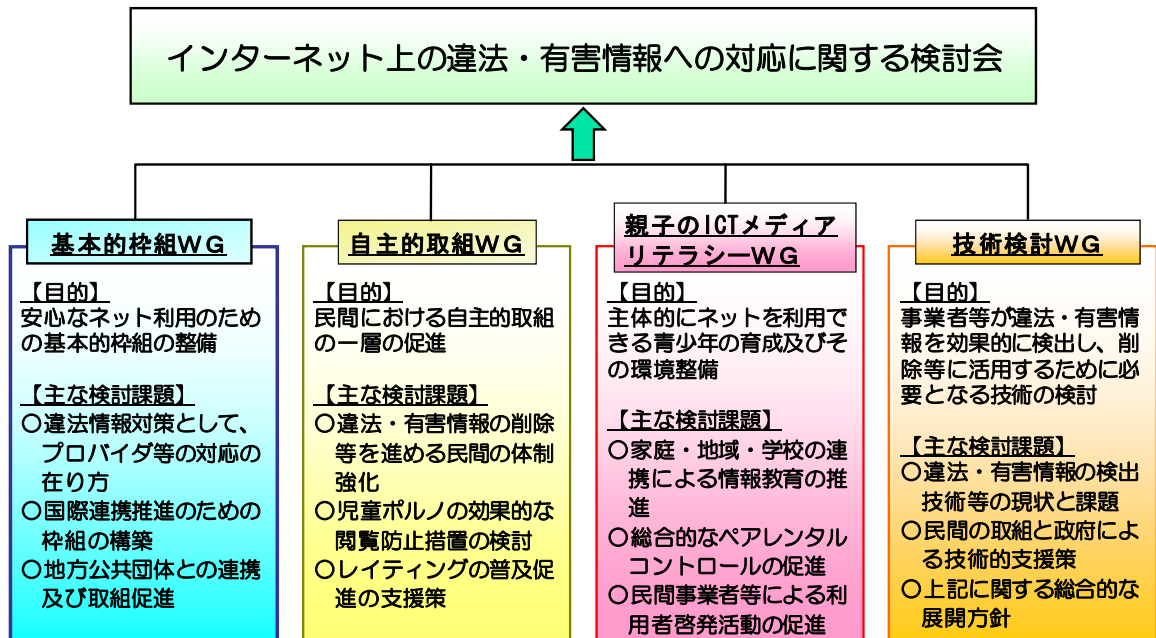 インターネット上の違法・有害情報への対応に関する検討会
基本的枠組WG
【目的】
安心なネット利用のため
の基本的枠組の整備
【主な検討課題】
○違法情報対策として、
プロバイダ等の対応の
在り方
○国際連携推進のための
枠組の構築
○地方公共団体との連携
及び取組促進
自主的取組WG
【目的】
民間における自主的取組
の一層の促進
【主な検討課題】
○違法・有害情報の削除
等を進める民間の体制
強化
○児童ポルノの効果的な
閲覧防止措置の検討
○レイティングの普及促
進の支援策
親子のICTメディア
リテラシーWG
【目的】
主体的にネットを利用で
きる青少年の育成及びそ
の環境整備
【主な検討課題】
○家庭・地域・学校の連
携による情報教育の推
進
○総合的なペアレンタル
コントロールの促進
○民間事業者等による利
用者啓発活動の促進
技術検討WG
【目的】
事業者等が違法・有害情
報を効果的に検出し、削
除等に活用するために必
要となる技術の検討
【主な検討課題】
○違法・有害情報の検出
技術等の現状と課題
○民間の取組と政府によ
る技術的支援策
○上記に関する総合的な
展開方針